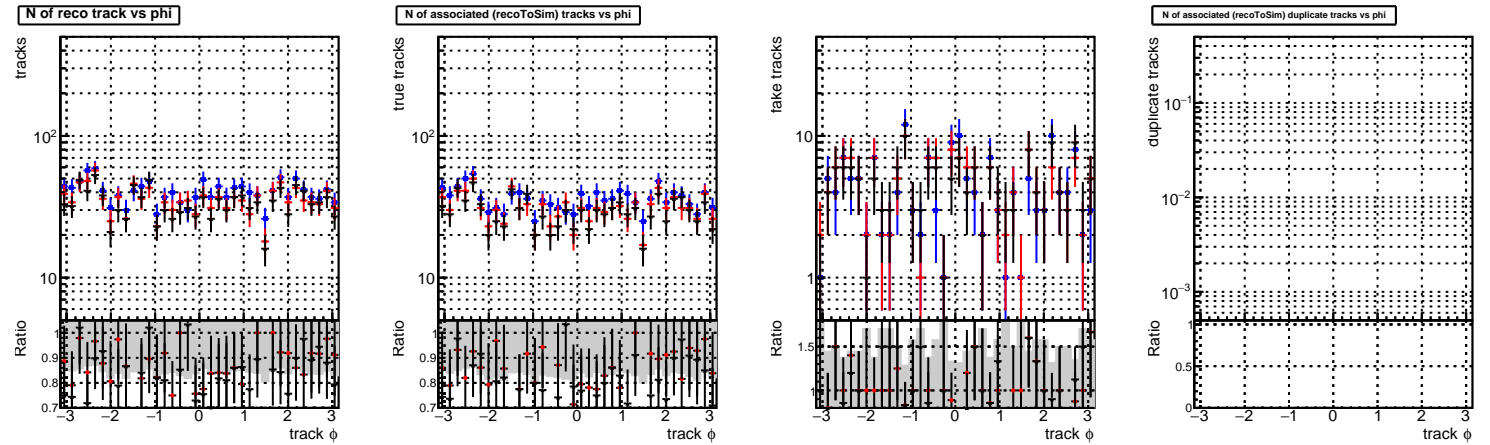 N of reco track vs phi
tracks
10²
10
Ratio
1
0.9
0.8
0.7
−3 −2 −1 0 1 2 3
track ϕ
N of associated (recoToSim) tracks vs phi
true tracks
10²
10
Ratio
1
0.9
0.8
0.7
−3 −2 −1 0 1 2 3
track ϕ
fake tracks
10
1
Ratio
1.5
1
−3 −2 −1 0 1 2 3
track ϕ
N of associated (recoToSim) duplicate tracks vs phi
duplicate tracks
10⁻¹
10⁻²
10⁻³
Ratio
1
0.5
0
−3 −2 −1 0 1 2 3
track ϕ